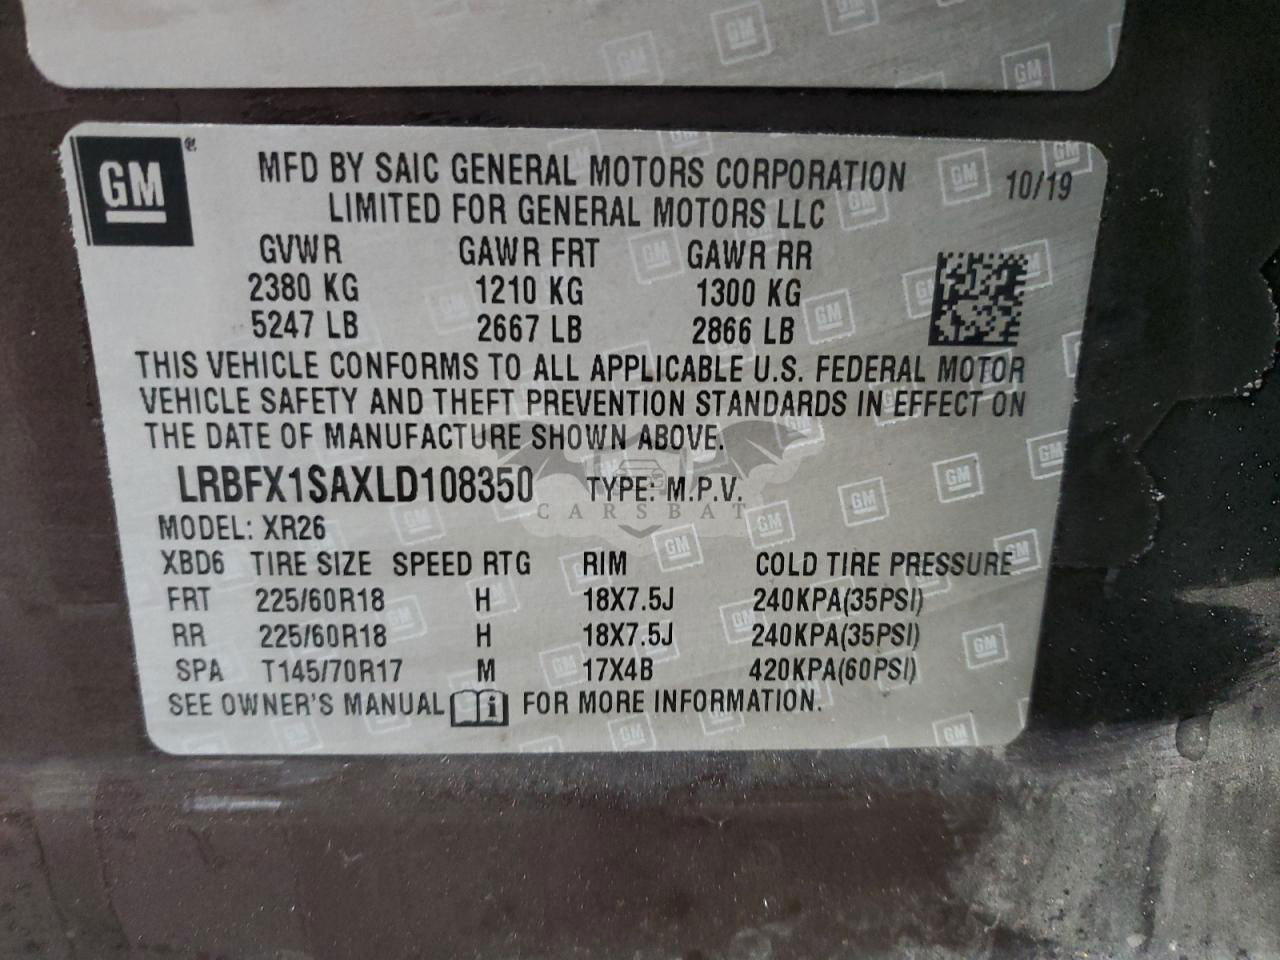 GM
MFD BY SAIC GENERAL MOTORS CORPORATION 10/19
LIMITED FOR GENERAL MOTORS LLC
GVWR GAWR FRT GAWR RR
2380 KG 1210 KG 1300 KG
5247 LB 2667 LB 2866 LB
THIS VEHICLE CONFORMS TO ALL APPLICABLE U.S. FEDERAL MOTOR
VEHICLE SAFETY AND THEFT PREVENTION STANDARDS IN EFFECT ON
THE DATE OF MANUFACTURE SHOWN ABOVE.
LRBFX1SAXLD108350 TYPE: M.P.V.
CARSBAT
MODEL: XR26
XBD6 TIRE SIZE SPEED RTG RIM COLD TIRE PRESSURE
FRT 225/60R18 H 18X7.5J 240KPA(35PSI)
RR 225/60R18 H 18X7.5J 240KPA(35PSI)
SPA T145/70R17 M 17X4B 420KPA(60PSI)
SEE OWNER'S MANUAL FOR MORE INFORMATION.